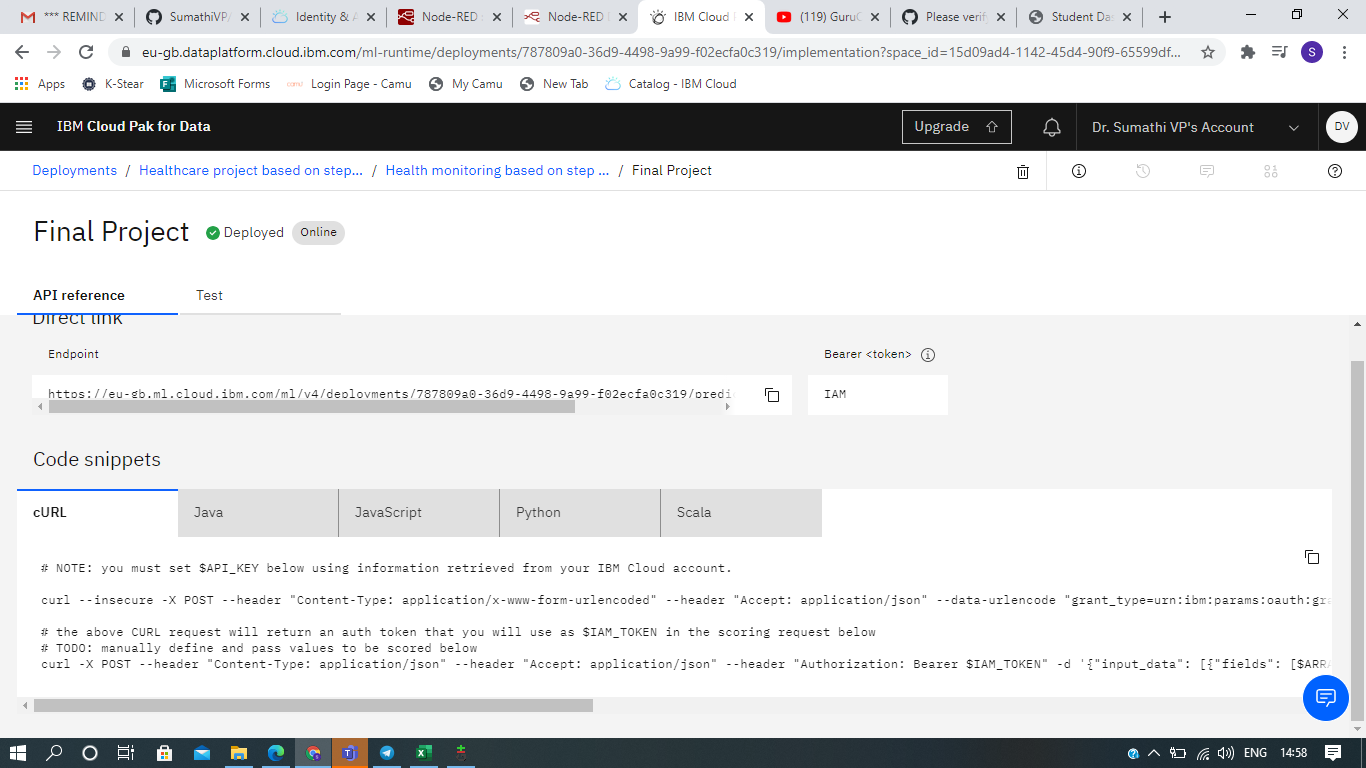 *** REMIND
SumathiVP/
Identity & A
Node-RED :
Node-RED |
IBM Cloud |
(119) GuruC
Please verif
Student Das
eu-gb.dataplatform.cloud.ibm.com/ml-runtime/deployments/787809a0-36d9-4498-9a99-f02ecfa0c319/implementation?space_id=15d09ad4-1142-45d4-90f9-65599df...
S
Apps
K-Stear
Microsoft Forms
Login Page - Camu
My Camu
New Tab
Catalog - IBM Cloud
IBM Cloud Pak for Data
Upgrade
Dr. Sumathi VP's Account
DV
Deployments / Healthcare project based on step... / Health monitoring based on step ... / Final Project
Final Project
Deployed
Online
API reference
Test
Direct link
Endpoint
Bearer <token>
https://eu-gb.ml.cloud.ibm.com/ml/v4/deployments/787809a0-36d9-4498-9a99-f02ecfa0c319/predi
IAM
Code snippets
cURL
Java
JavaScript
Python
Scala
# NOTE: you must set $API_KEY below using information retrieved from your IBM Cloud account.
curl --insecure -X POST --header "Content-Type: application/x-www-form-urlencoded" --header "Accept: application/json" --data-urlencode "grant_type=urn:ibm:params:oauth:gra
# the above CURL request will return an auth token that you will use as $IAM_TOKEN in the scoring request below
# TODO: manually define and pass values to be scored below
curl -X POST --header "Content-Type: application/json" --header "Accept: application/json" --header "Authorization: Bearer $IAM_TOKEN" -d '{"input_data": [{"fields": [$ARRA
ENG
14:58